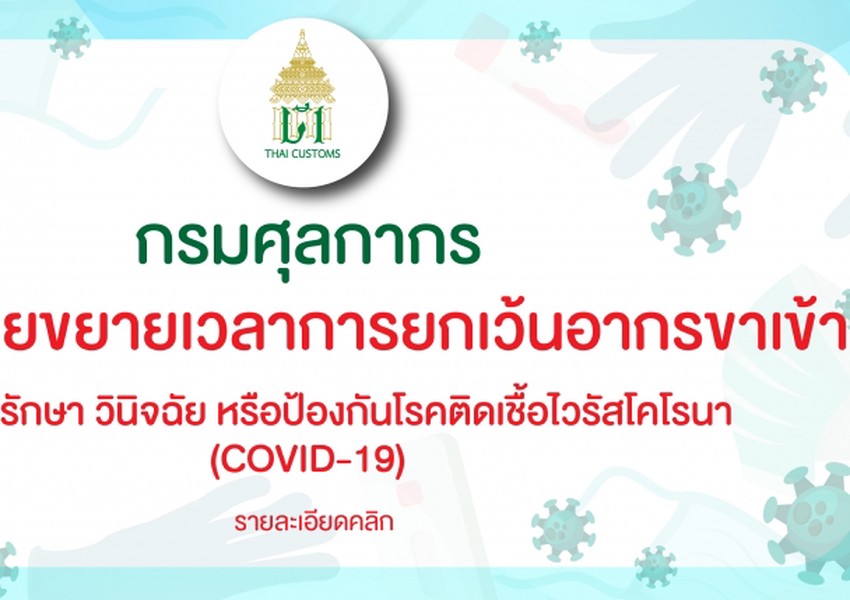 THAI CUSTOMS
กรมศุลกากร
ยขยายเวลาการยกเว้นอากรขาเข้า
รักษา วินิจฉัย หรือป้องกันโรคติดเชื้อไวรัสโคโรนา
(COVID-19)
รายละเอียดคลิก